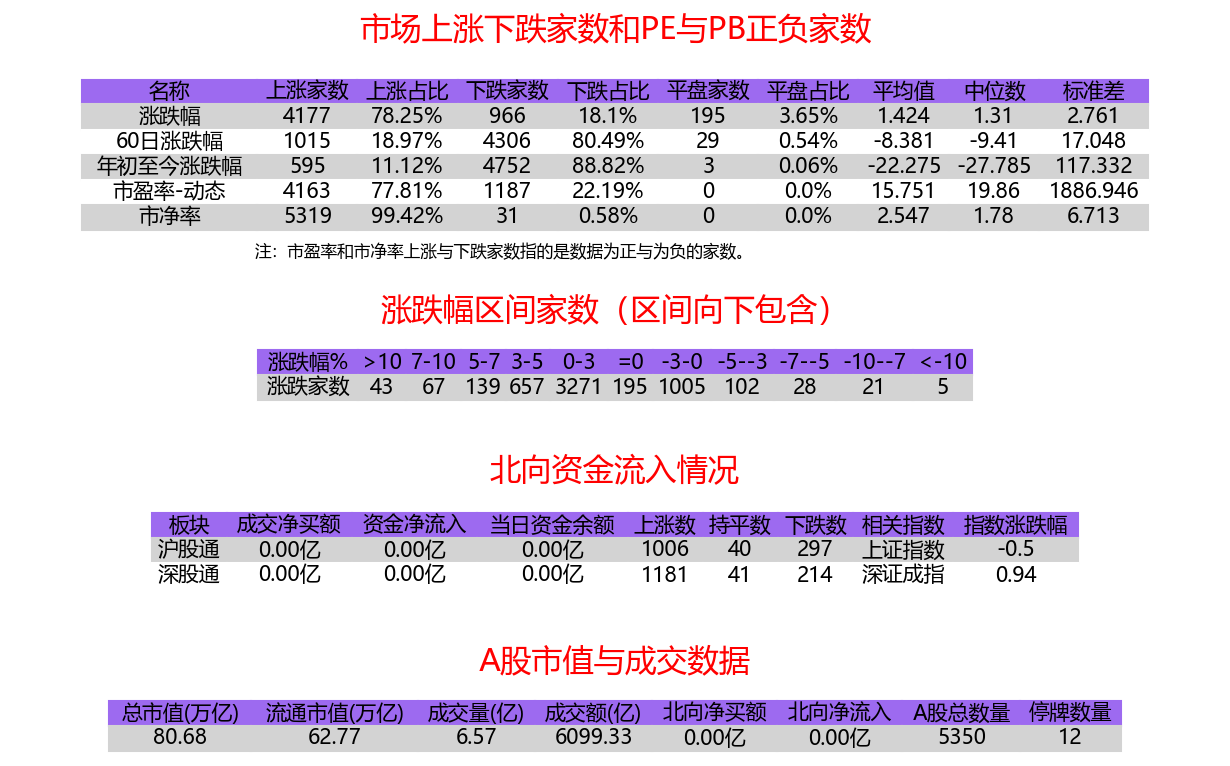 市场上涨下跌家数和PE与PB正负家数
名称 上涨家数 上涨占比 下跌家数 下跌占比 平盘家数 平盘占比 平均值 中位数 标准差
涨跌幅 4177 78.25% 966 18.1% 195 3.65% 1.424 1.31 2.761
60日涨跌幅 1015 18.97% 4306 80.49% 29 0.54% -8.381 -9.41 17.048
年初至今涨跌幅 595 11.12% 4752 88.82% 3 0.06% -22.275 -27.785 117.332
市盈率-动态 4163 77.81% 1187 22.19% 0 0.0% 15.751 19.86 1886.946
市净率 5319 99.42% 31 0.58% 0 0.0% 2.547 1.78 6.713
注：市盈率和市净率上涨与下跌家数指的是数据为正与为负的家数。
涨跌幅区间家数（区间向下包含）
涨跌幅% >10 7-10 5-7 3-5 0-3 =0 -3-0 -5--3 -7--5 -10--7 <-10
涨跌家数 43 67 139 657 3271 195 1005 102 28 21 5
北向资金流入情况
板块 成交净买额 资金净流入 当日资金余额 上涨数 持平数 下跌数 相关指数 指数涨跌幅
沪股通 0.00亿 0.00亿 0.00亿 1006 40 297 上证指数 -0.5
深股通 0.00亿 0.00亿 0.00亿 1181 41 214 深证成指 0.94
A股市值与成交数据
总市值(万亿) 流通市值(万亿) 成交量(亿) 成交额(亿) 北向净买额 北向净流入 A股总数量 停牌数量
80.68 62.77 6.57 6099.33 0.00亿 0.00亿 5350 12